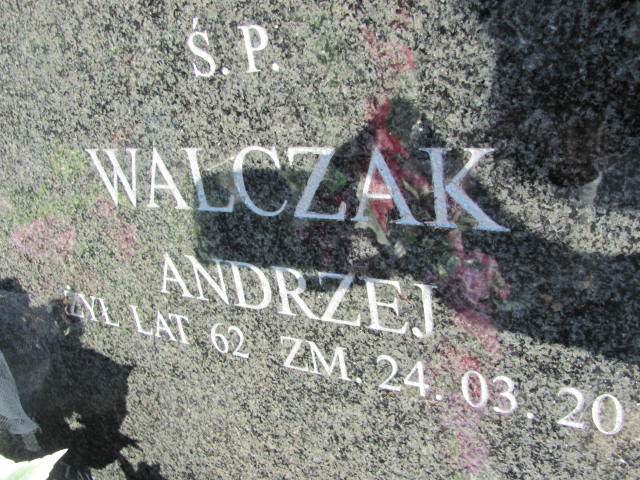 Ś.P.
WALCZAK
ANDRZEJ
ŻYŁ LAT 62 ZM. 24.03.20